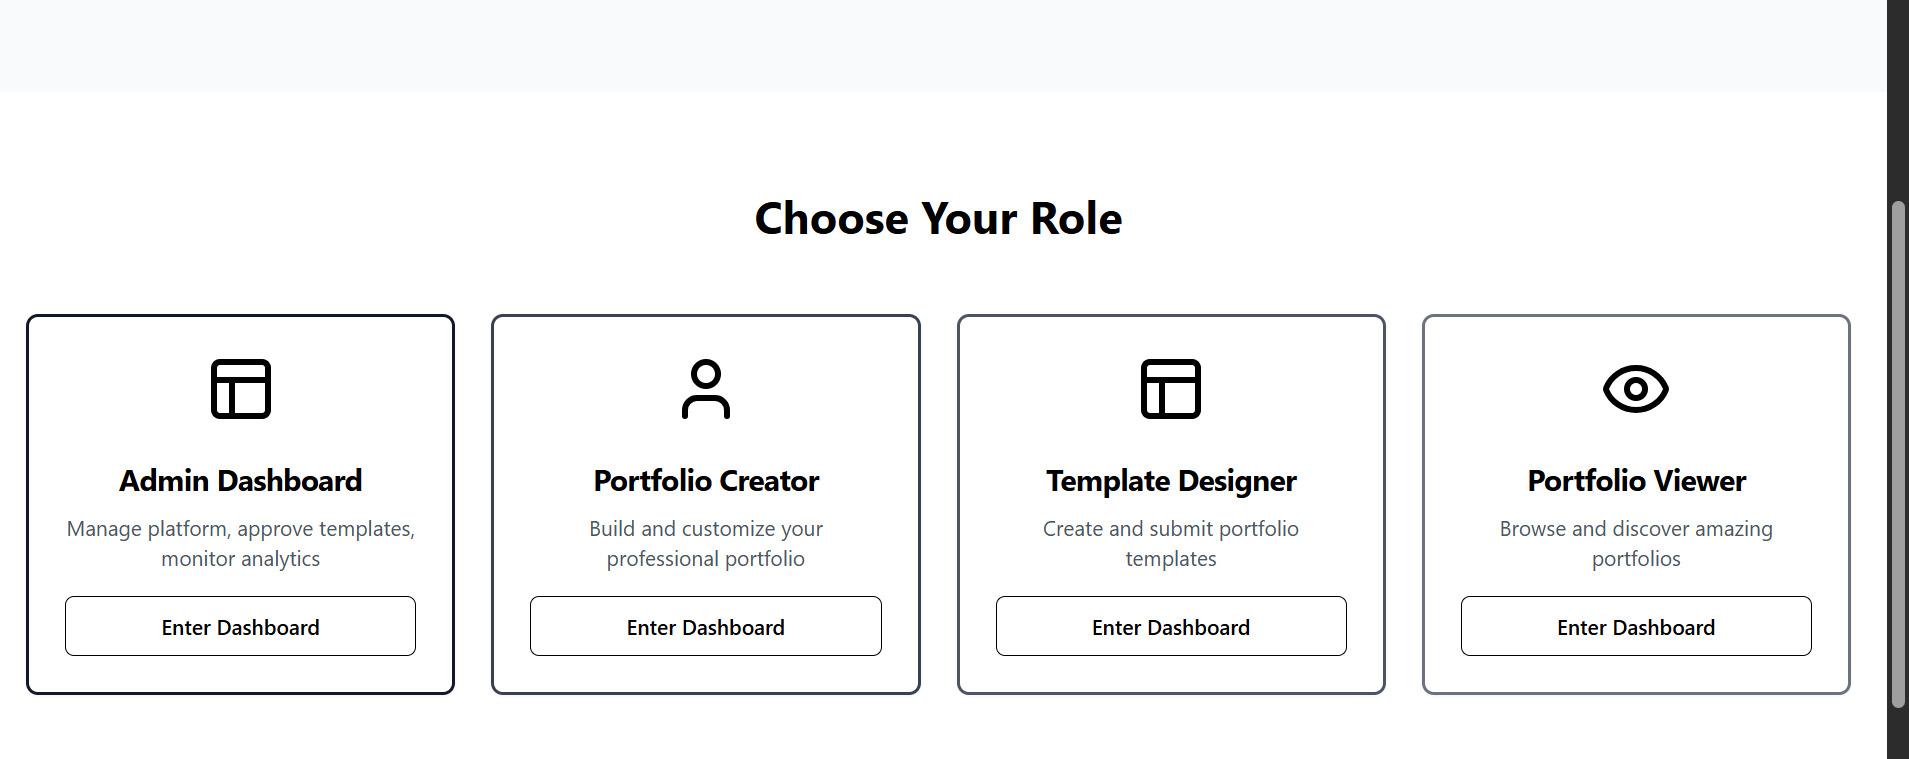 Choose Your Role
Admin Dashboard
Manage platform, approve templates,
monitor analytics
Enter Dashboard
Portfolio Creator
Build and customize your
professional portfolio
Enter Dashboard
Template Designer
Create and submit portfolio
templates
Enter Dashboard
Portfolio Viewer
Browse and discover amazing
portfolios
Enter Dashboard